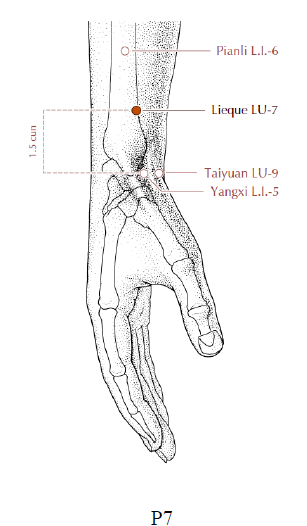 Pianli L.I.-6
Lieque LU-7
1.5 cun
Taiyuan LU-9
Yangxi L.I.-5
P7